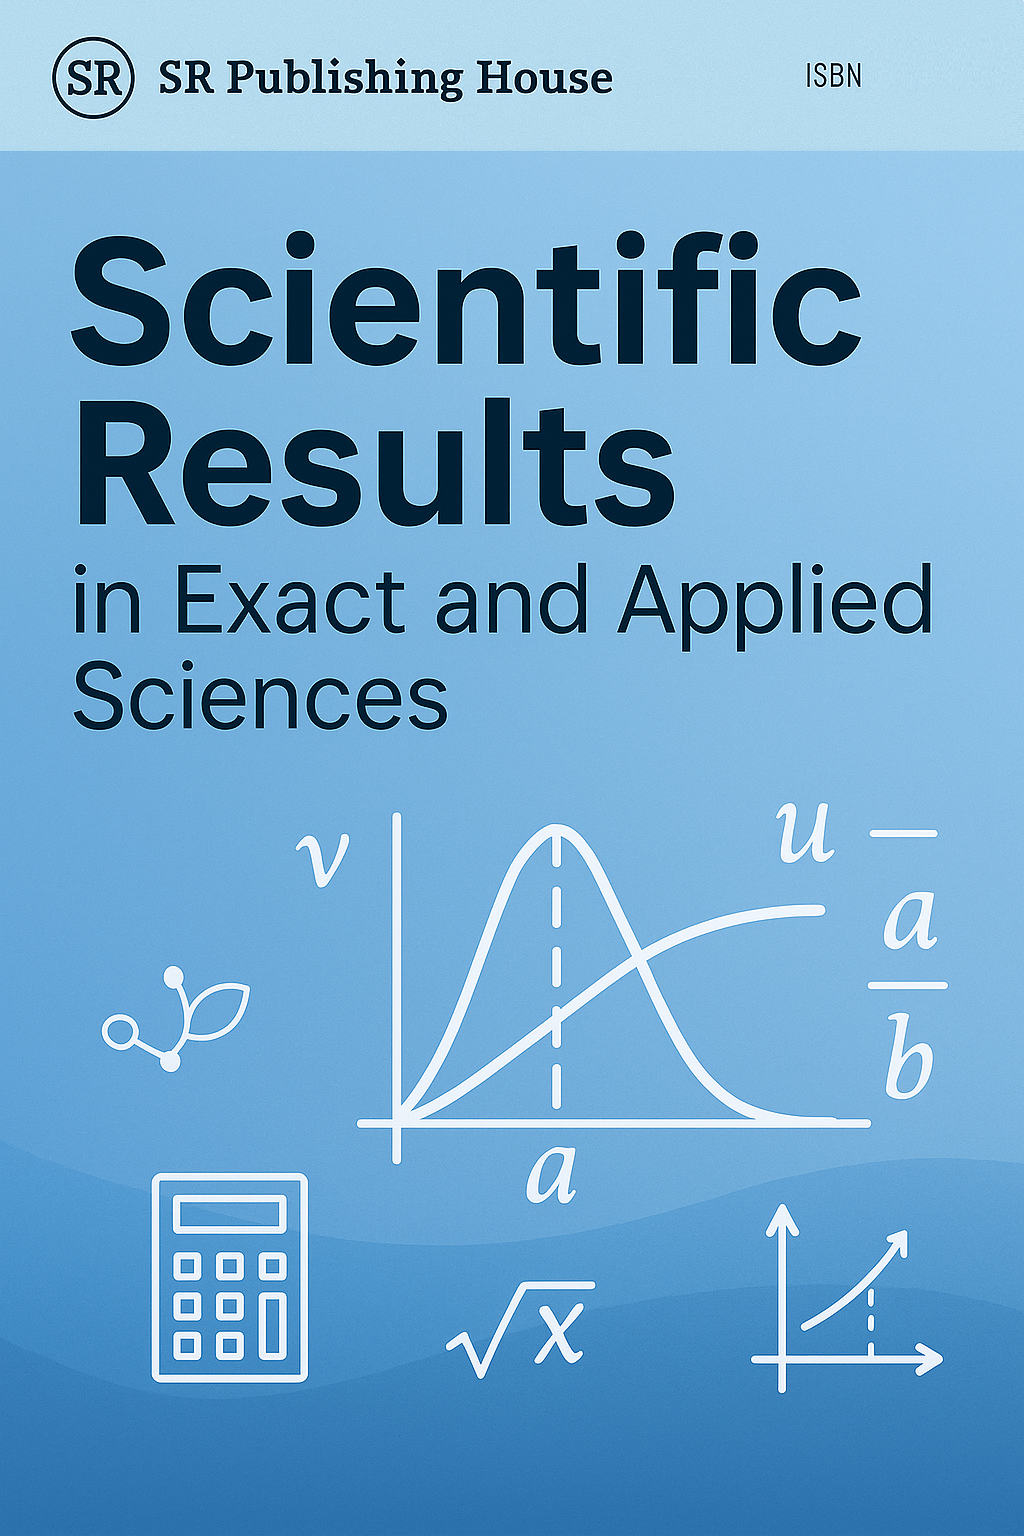 SR SR Publishing House ISBN
Scientific
Results
in Exact and Applied
Sciences
v
u
a
b
a
√x